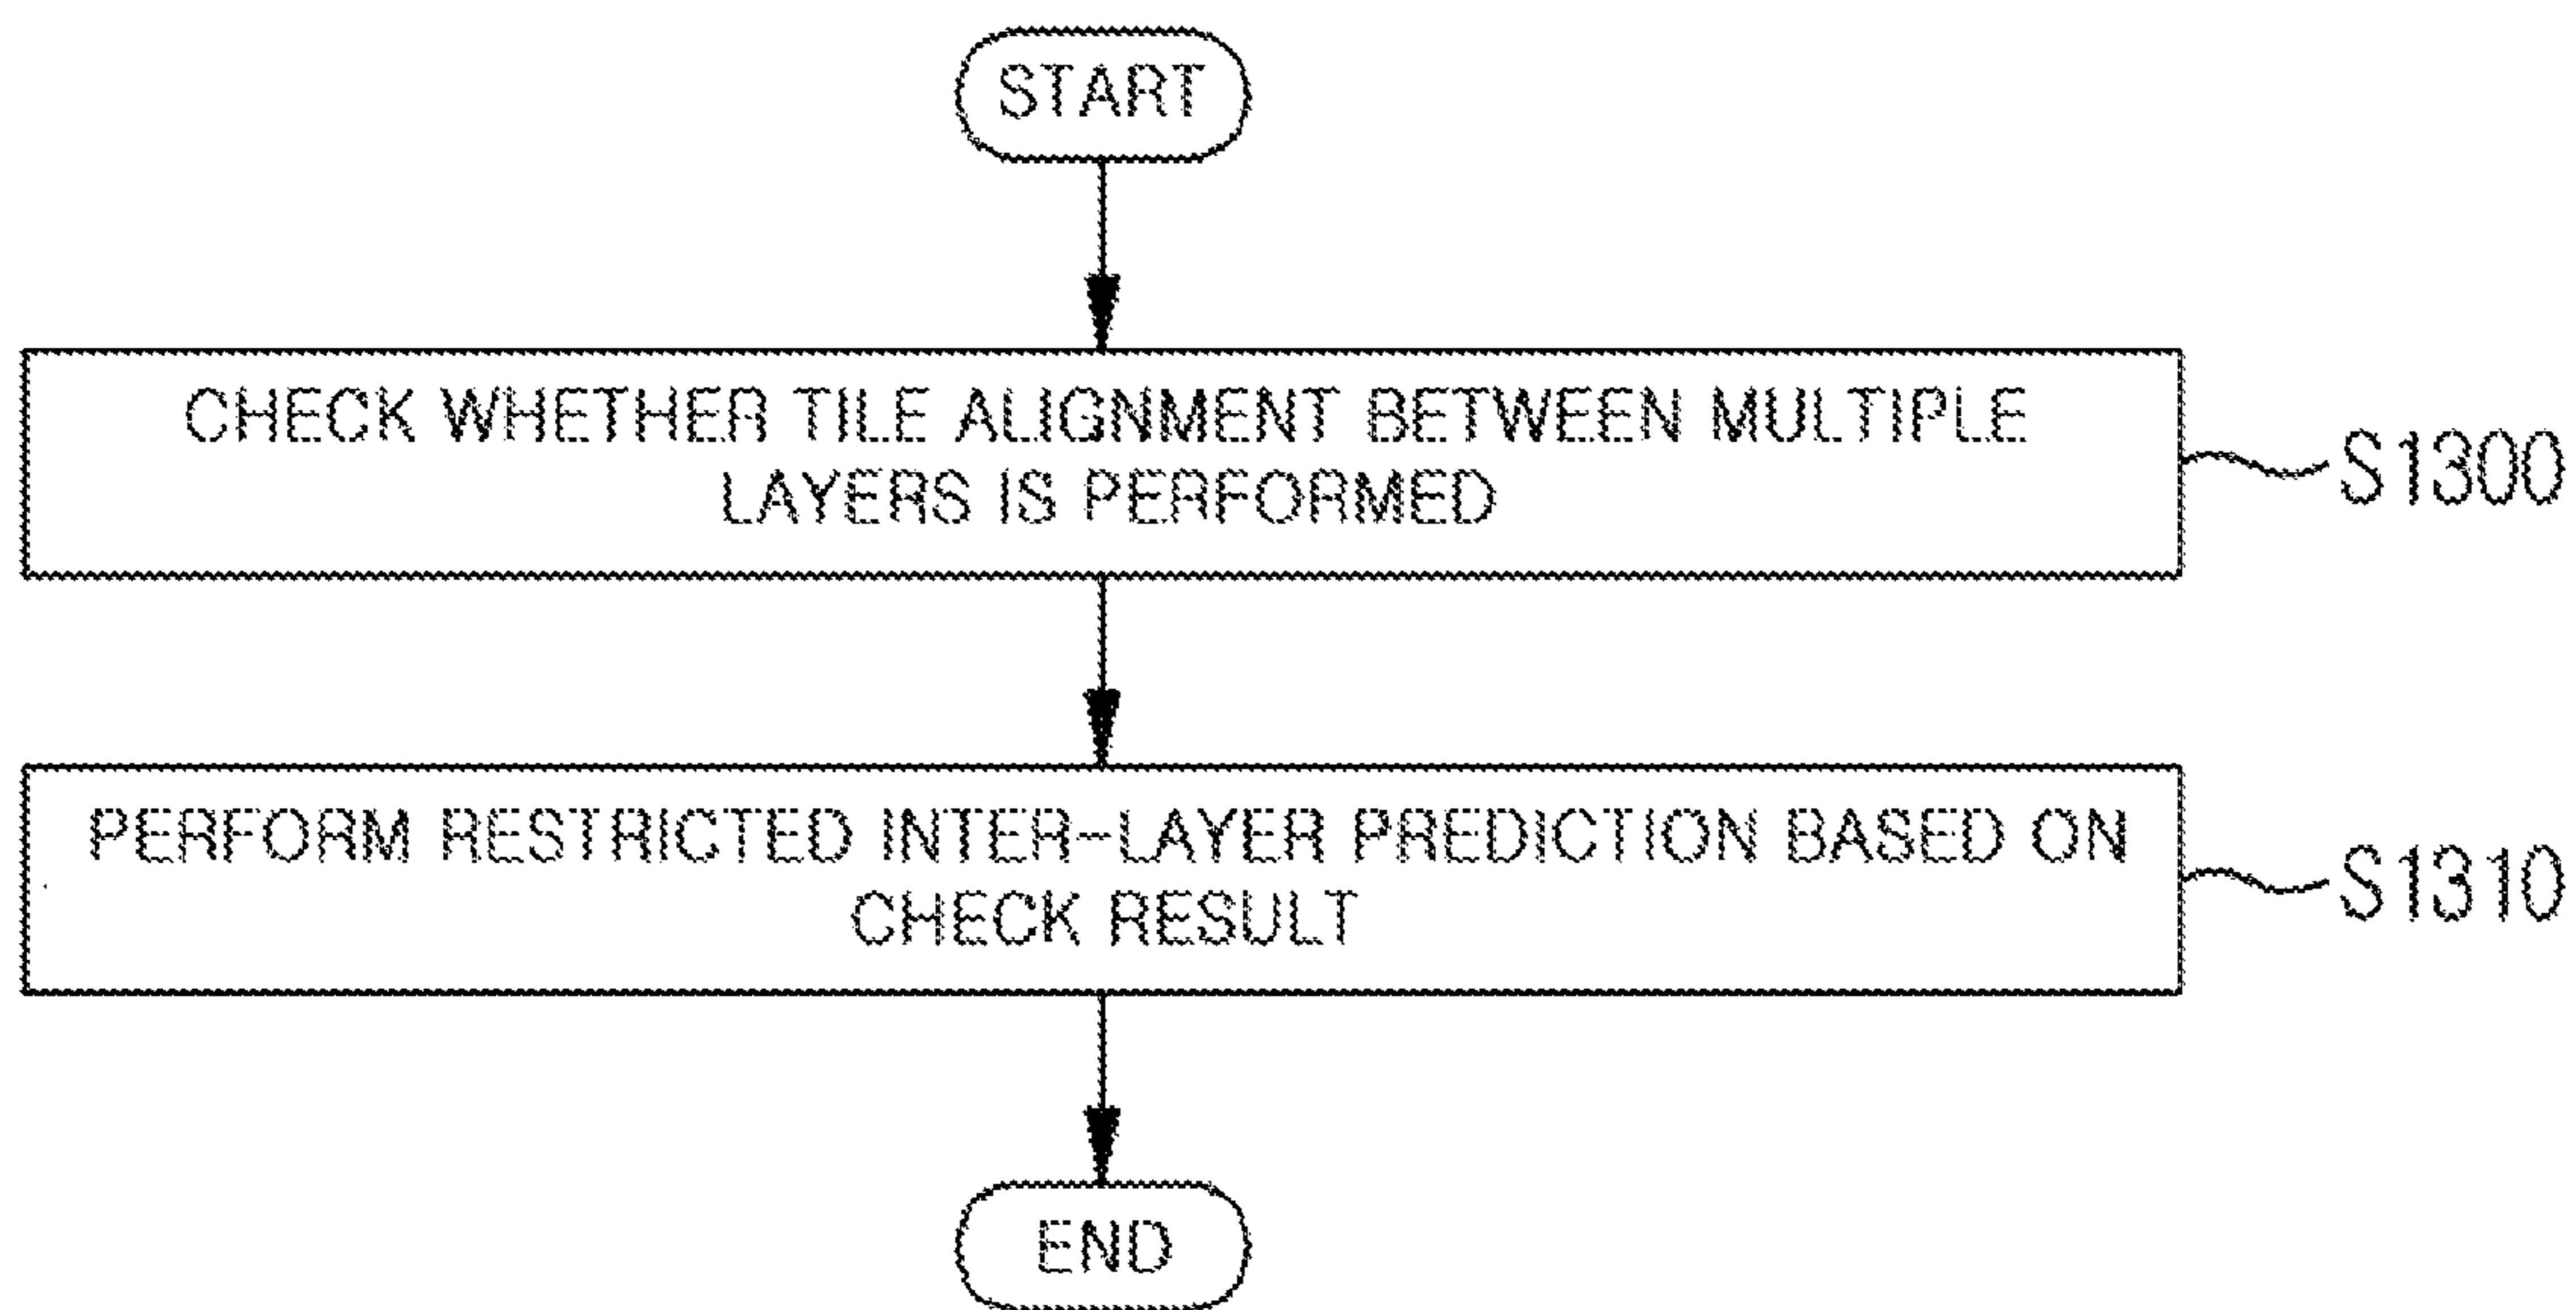 START
CHECK WHETHER TILE ALIGNMENT BETWEEN MULTIPLE
LAYERS IS PERFORMED
S1300
PERFORM RESTRICTED INTER-LAYER PREDICTION BASED ON
CHECK RESULT
S1310
END